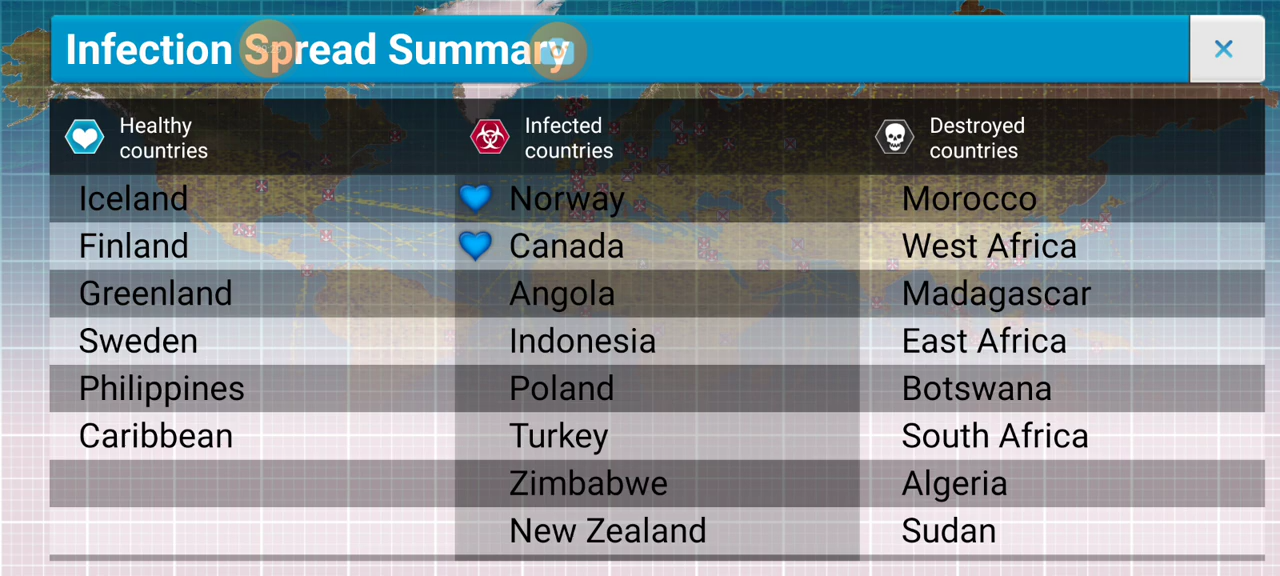 Infection Spread Summary
Healthy countries
Infected countries
Destroyed countries
Iceland
Norway
Morocco
Finland
Canada
West Africa
Greenland
Angola
Madagascar
Sweden
Indonesia
East Africa
Philippines
Poland
Botswana
Caribbean
Turkey
South Africa
Zimbabwe
Algeria
New Zealand
Sudan